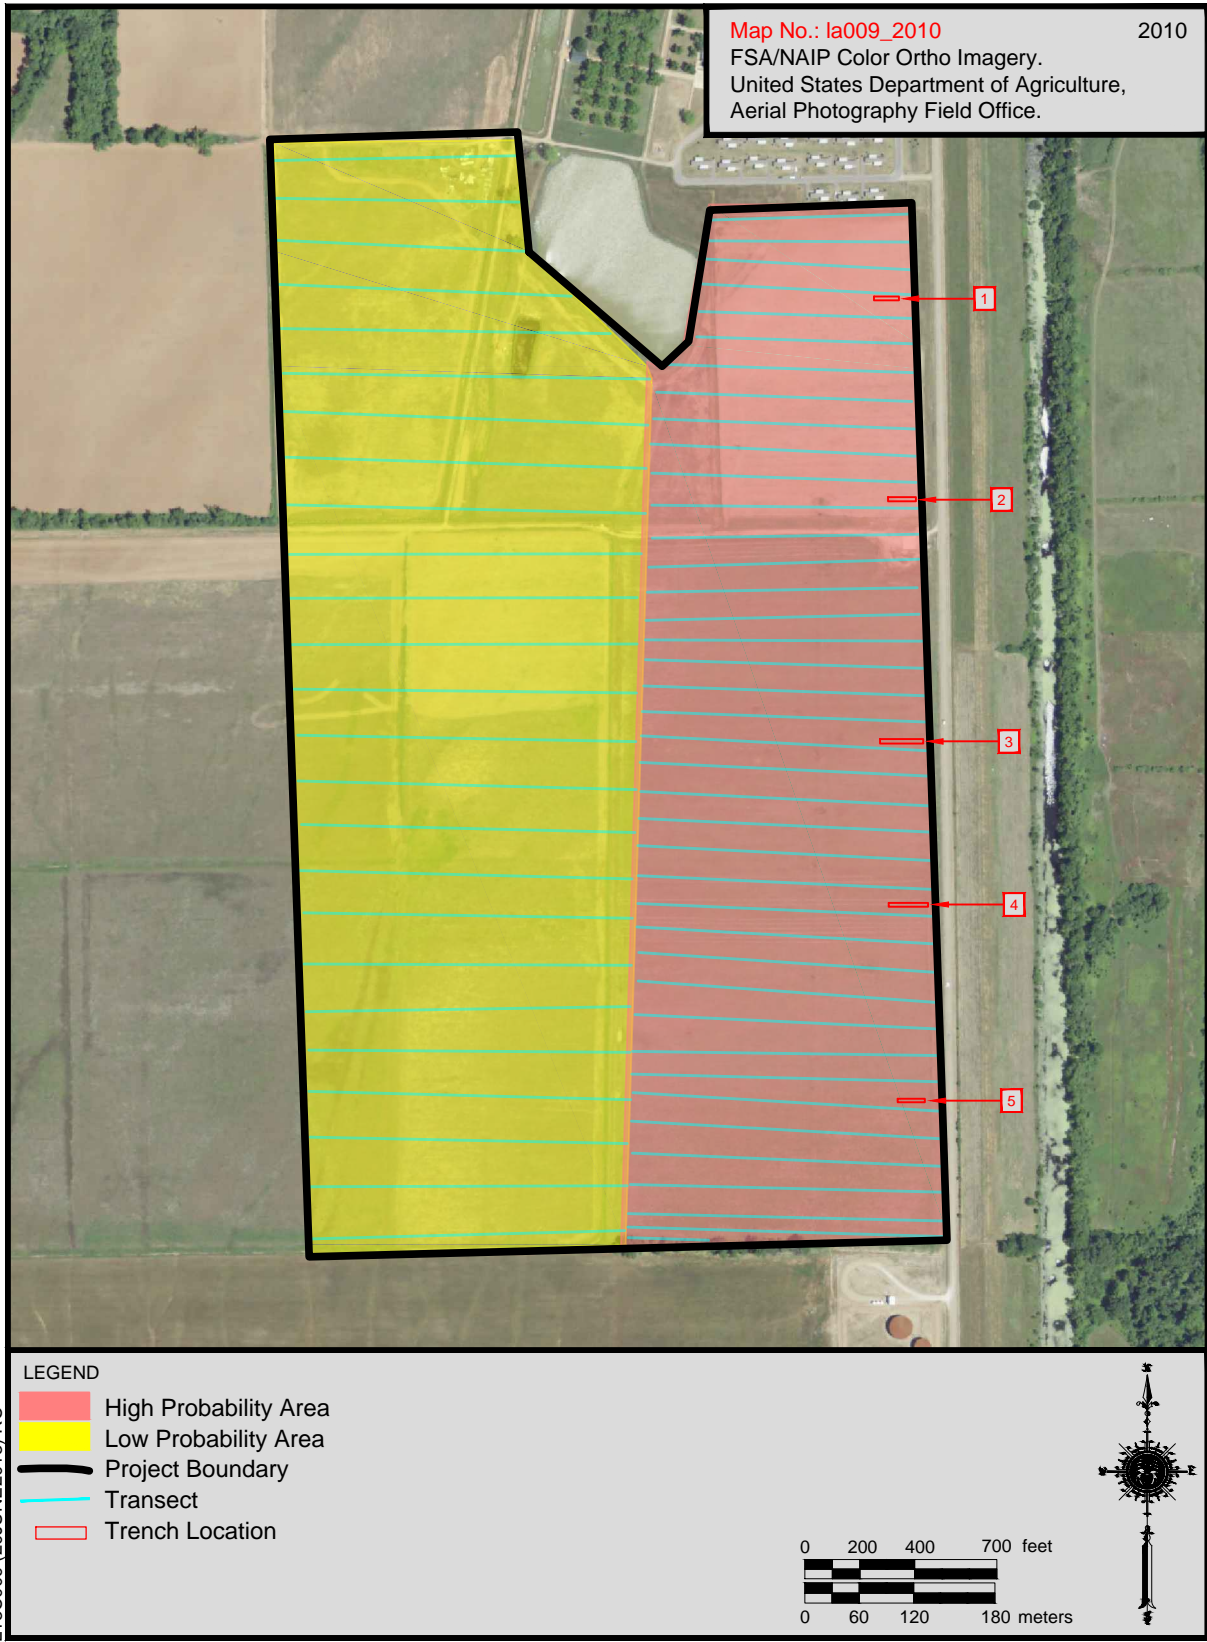 Map No.: la009_2010 2010
FSA/NAIP Color Ortho Imagery.
United States Department of Agriculture,
Aerial Photography Field Office.
1
2
3
4
5
LEGEND
High Probability Area
Low Probability Area
Project Boundary
Transect
Trench Location
0 200 400 700 feet
0 60 120 180 meters